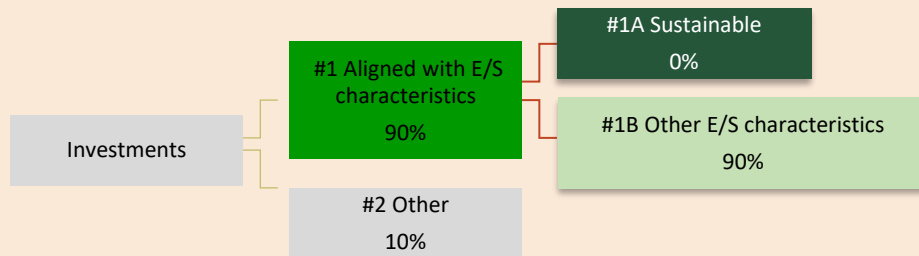 Investments
#1 Aligned with E/S
characteristics
90%
#2 Other
10%
#1A Sustainable
0%
#1B Other E/S characteristics
90%